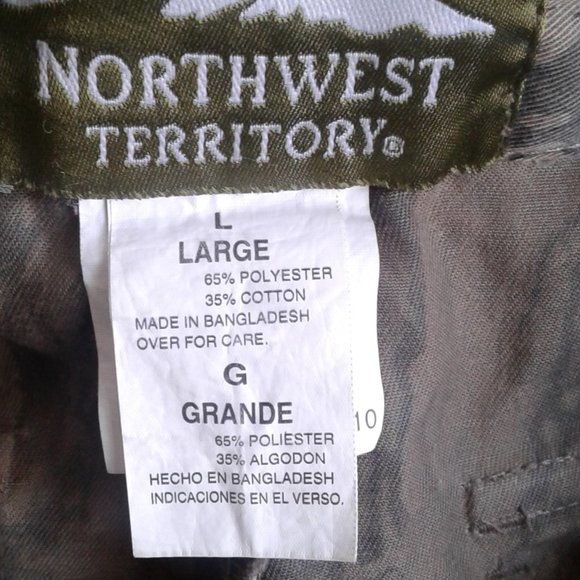 NORTHWEST
TERRITORY®
L
LARGE
65% POLYESTER
35% COTTON
MADE IN BANGLADESH
OVER FOR CARE.
G
GRANDE
65% POLIÈSTER
35% ALGODON
HECHO EN BANGLADESH
INDICACIONES EN EL VERSO.
10